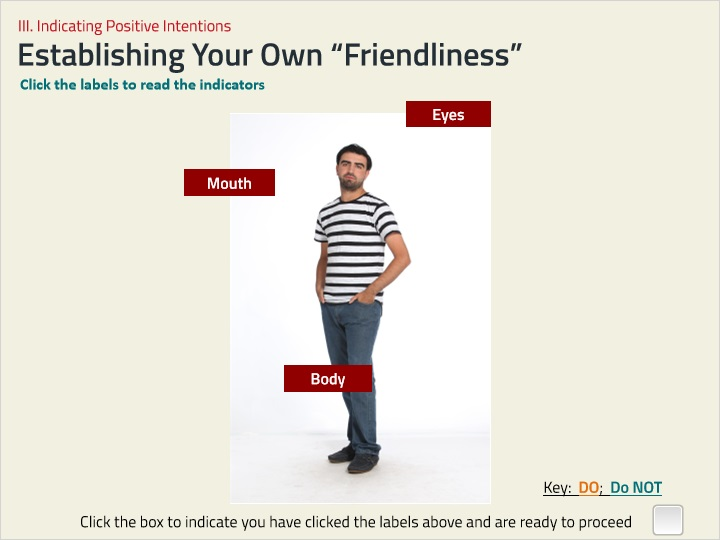 III. Indicating Positive Intentions
Establishing Your Own “Friendliness”
Click the labels to read the indicators
Eyes
Mouth
Body
Key: DO; Do NOT
Click the box to indicate you have clicked the labels above and are ready to proceed